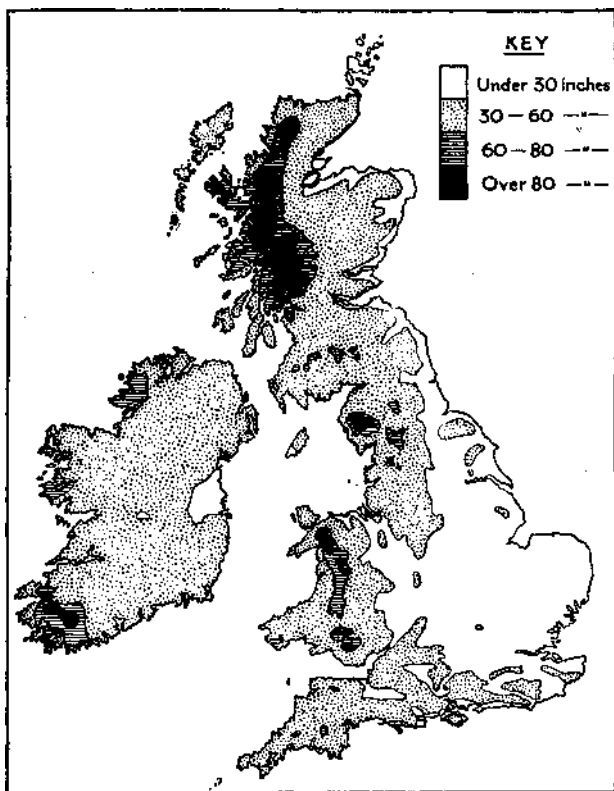 KEY
Under 30 inches
30 – 60 –"–
60 – 80 –"–
Over 80 –"–